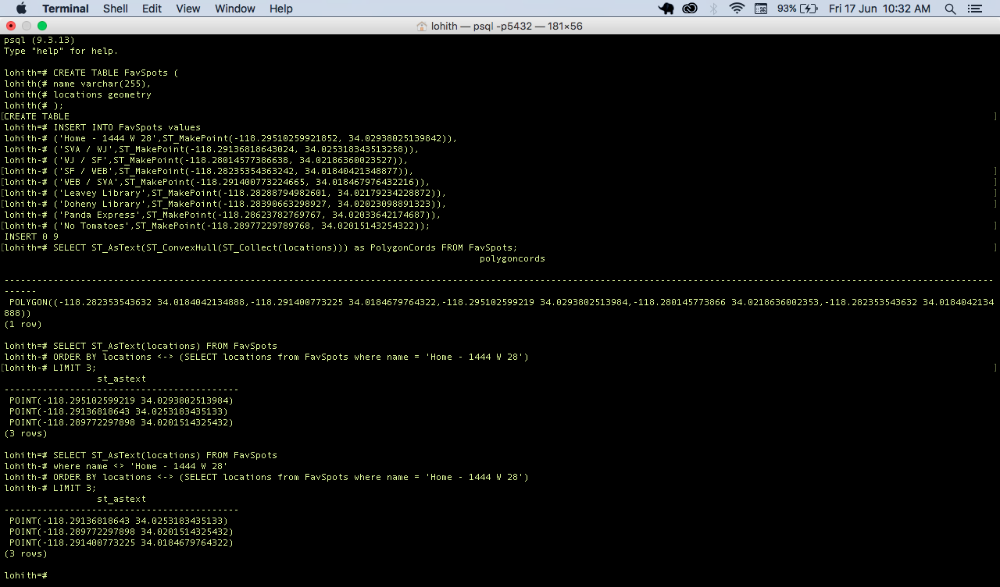 Terminal Shell Edit View Window Help 93% Fri 17 Jun 10:32 AM
lohith — psql -p5432 — 181×56
psql (9.3.13)
Type "help" for help.
lohith=# CREATE TABLE FavSpots (
lohith(# name varchar(255),
lohith(# locations geometry
lohith(# );
[CREATE TABLE ]
lohith=# INSERT INTO FavSpots values
lohith-# ('Home - 1444 W 28',ST_MakePoint(-118.29510259921852, 34.02938025139842)),
lohith-# ('SVA / WJ',ST_MakePoint(-118.29136818643024, 34.025318343513258)),
lohith-# ('WJ / SF',ST_MakePoint(-118.28014577386638, 34.02186360023527)),
[lohith-# ('SF / WEB',ST_MakePoint(-118.28235354363242, 34.01840421348877)), ]
[lohith-# ('WEB / SVA',ST_MakePoint(-118.291400773224665, 34.018467976432216)), ]
[lohith-# ('Leavey Library',ST_MakePoint(-118.28288794982601, 34.02179234228872)), ]
[lohith-# ('Doheny Library',ST_MakePoint(-118.28390663298927, 34.02023098891323)), ]
lohith-# ('Panda Express',ST_MakePoint(-118.28623782769767, 34.02033642174687)),
[lohith-# ('No Tomatoes',ST_MakePoint(-118.28977229789768, 34.02015143254322)); ]
INSERT 0 9
[lohith=# SELECT ST_AsText(ST_ConvexHull(ST_Collect(locations))) as PolygonCords FROM FavSpots; ]
polygoncords
-------------------------------------------------------------------------------------------------------------------------------------------------------------------------------------
------
POLYGON((-118.282353543632 34.0184042134888,-118.291400773225 34.0184679764322,-118.295102599219 34.0293802513984,-118.280145773866 34.0218636002353,-118.282353543632 34.0184042134
888))
(1 row)
lohith=# SELECT ST_AsText(locations) FROM FavSpots
lohith-# ORDER BY locations <-> (SELECT locations from FavSpots where name = 'Home - 1444 W 28')
[lohith-# LIMIT 3; ]
st_astext
-------------------------------------------
POINT(-118.295102599219 34.0293802513984)
POINT(-118.29136818643 34.0253183435133)
POINT(-118.289772297898 34.0201514325432)
(3 rows)
lohith=# SELECT ST_AsText(locations) FROM FavSpots
lohith-# where name <> 'Home - 1444 W 28'
lohith-# ORDER BY locations <-> (SELECT locations from FavSpots where name = 'Home - 1444 W 28')
lohith-# LIMIT 3;
st_astext
-------------------------------------------
POINT(-118.29136818643 34.0253183435133)
POINT(-118.289772297898 34.0201514325432)
POINT(-118.291400773225 34.0184679764322)
(3 rows)
lohith=#